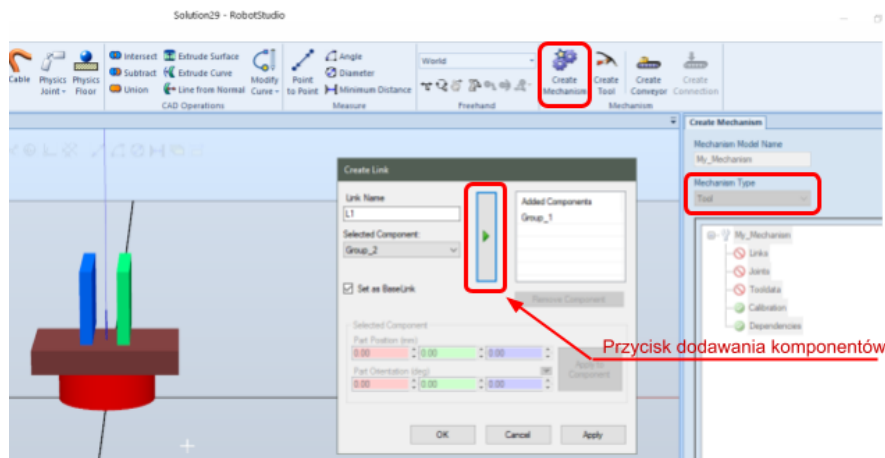 Solution29 - RobotStudio
Cable
Physics Joint
Physics Floor
Intersect
Subtract
Union
Extrude Surface
Extrude Curve
Line from Normal
Modify Curve
CAD Operations
Point to Point
Angle
Diameter
Minimum Distance
Measure
World
Freehand
Create Mechanism
Create Tool
Create Conveyor
Create Connection
Mechanism
Create Mechanism
Mechanism Model Name
My_Mechanism
Mechanism Type
Tool
My_Mechanism
Links
Joints
Tooldata
Calibration
Dependencies
Create Link
Link Name
L1
Selected Component:
Group_2
Set as BaseLink
Added Components
Group_1
Remove Component
Selected Component
Part Position (mm)
0.00 0.00 0.00
Part Orientation (deg)
0.00 0.00 0.00
Apply to Component
OK Cancel Apply
Przycisk dodawania komponentów